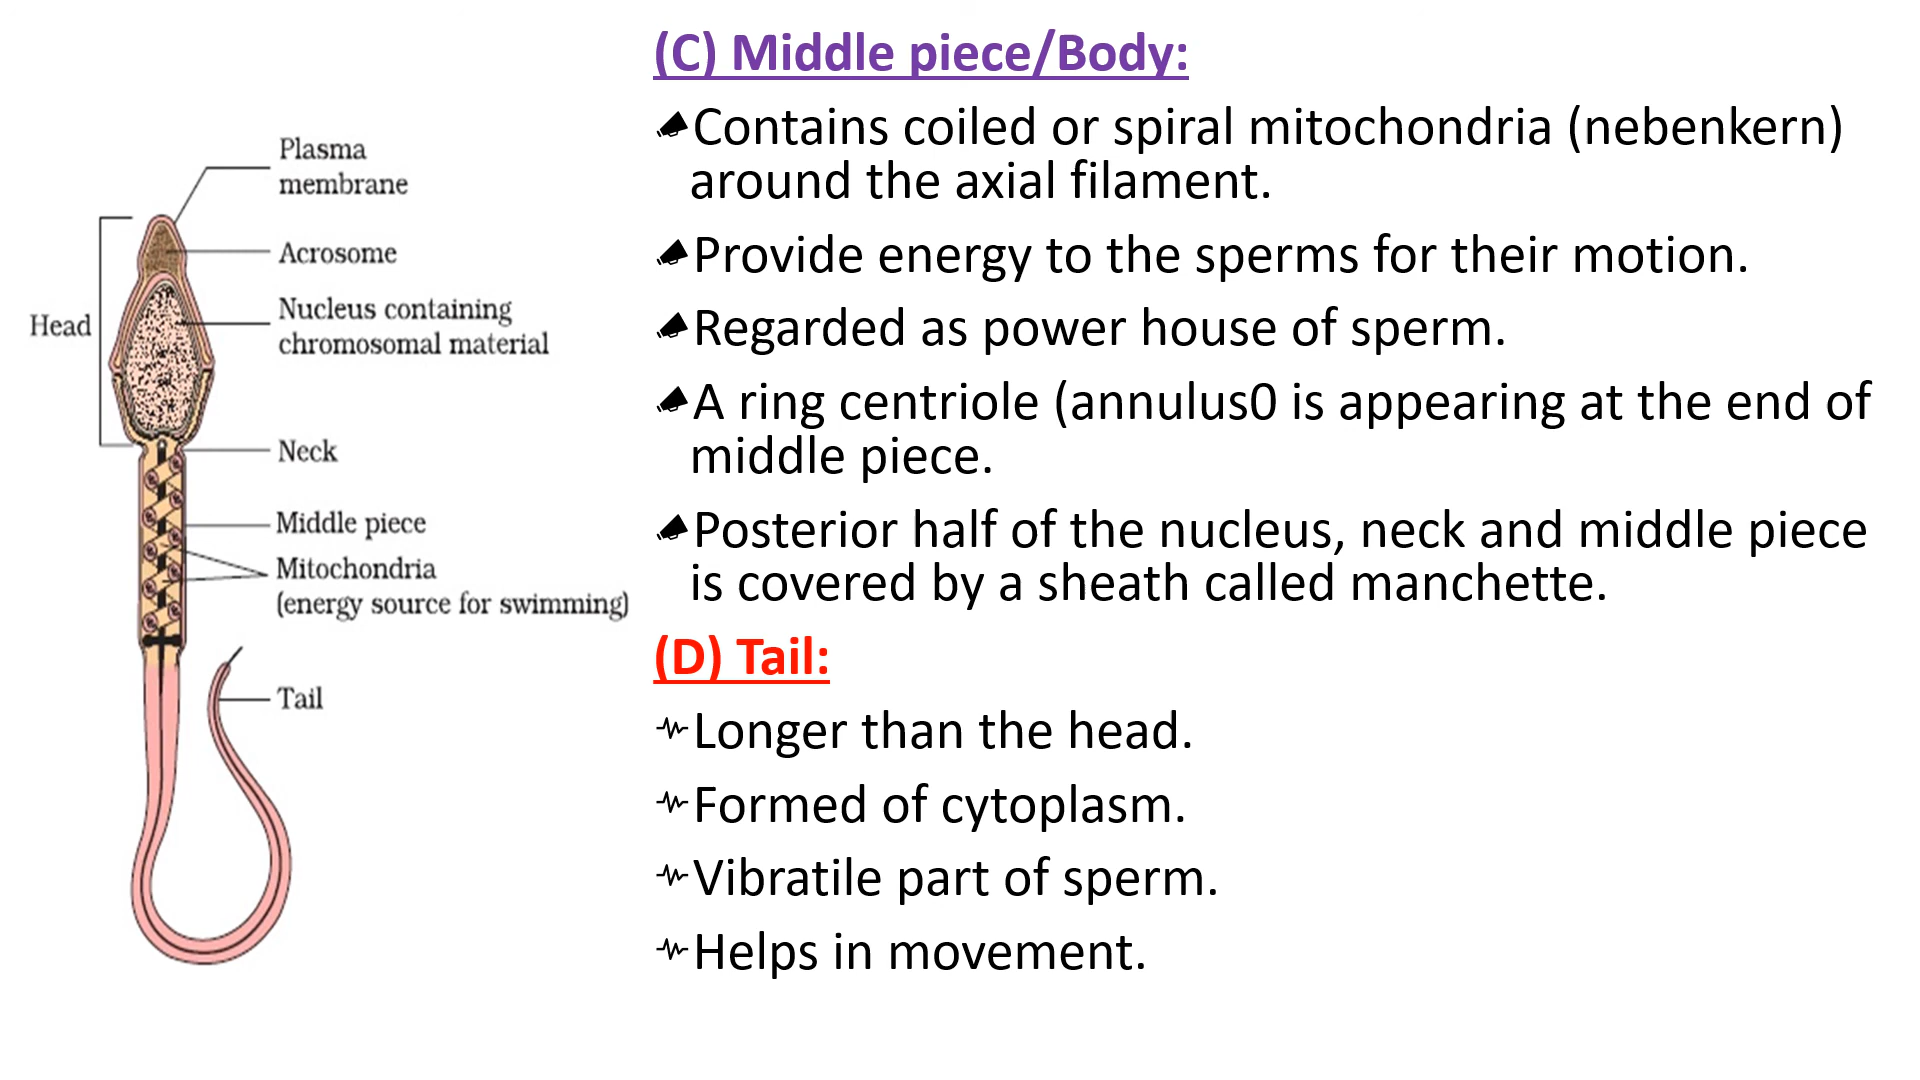 Plasma
membrane
Acrosome
Head
Nucleus containing
chromosomal material
Neck
Middle piece
Mitochondria
(energy source for swimming)
Tail
(C) Middle piece/Body:
Contains coiled or spiral mitochondria (nebenkern)
around the axial filament.
Provide energy to the sperms for their motion.
Regarded as power house of sperm.
A ring centriole (annulus0 is appearing at the end of
middle piece.
Posterior half of the nucleus, neck and middle piece
is covered by a sheath called manchette.
(D) Tail:
Longer than the head.
Formed of cytoplasm.
Vibratile part of sperm.
Helps in movement.